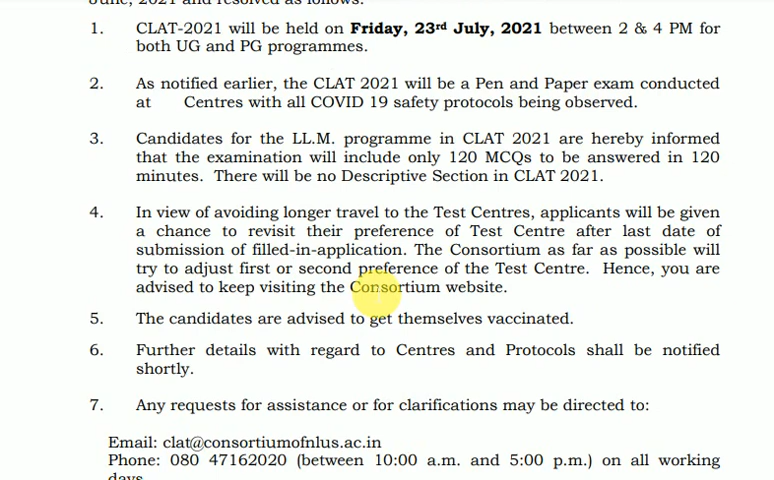 June, 2021 and resolved as follows:
1. CLAT-2021 will be held on Friday, 23rd July, 2021 between 2 & 4 PM for
both UG and PG programmes.
2. As notified earlier, the CLAT 2021 will be a Pen and Paper exam conducted
at Centres with all COVID 19 safety protocols being observed.
3. Candidates for the LL.M. programme in CLAT 2021 are hereby informed
that the examination will include only 120 MCQs to be answered in 120
minutes. There will be no Descriptive Section in CLAT 2021.
4. In view of avoiding longer travel to the Test Centres, applicants will be given
a chance to revisit their preference of Test Centre after last date of
submission of filled-in-application. The Consortium as far as possible will
try to adjust first or second preference of the Test Centre. Hence, you are
advised to keep visiting the Consortium website.
5. The candidates are advised to get themselves vaccinated.
6. Further details with regard to Centres and Protocols shall be notified
shortly.
7. Any requests for assistance or for clarifications may be directed to:
Email: clat@consortiumofnlus.ac.in
Phone: 080 47162020 (between 10:00 a.m. and 5:00 p.m.) on all working
days